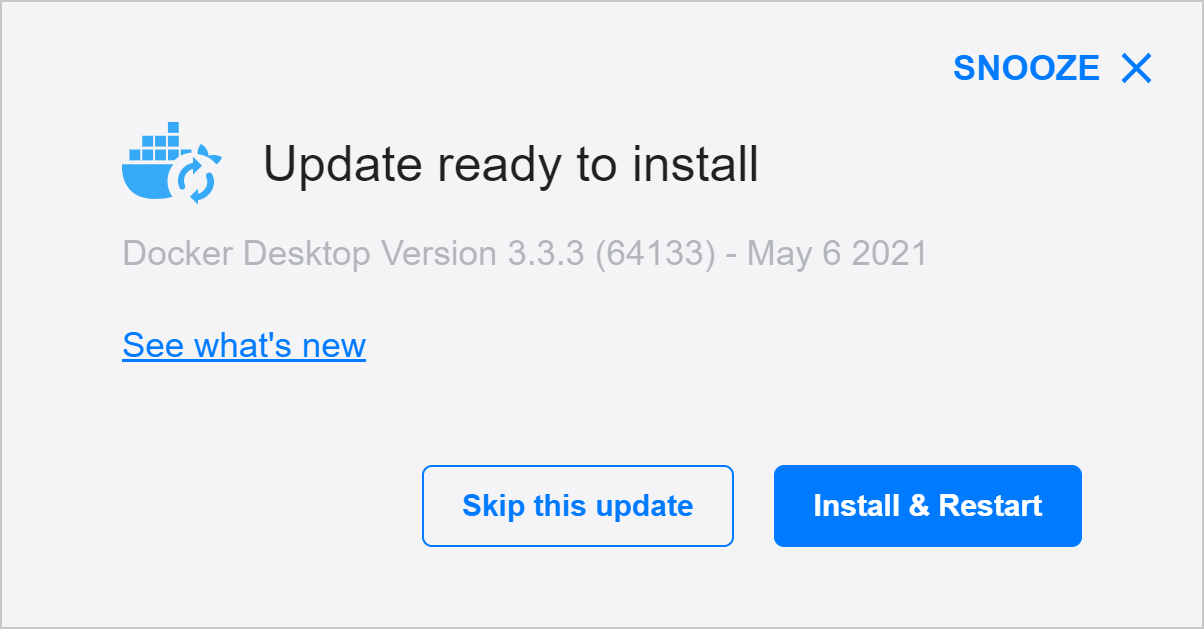 SNOOZE
Update ready to install
Docker Desktop Version 3.3.3 (64133) - May 6 2021
See what's new
Skip this update
Install & Restart